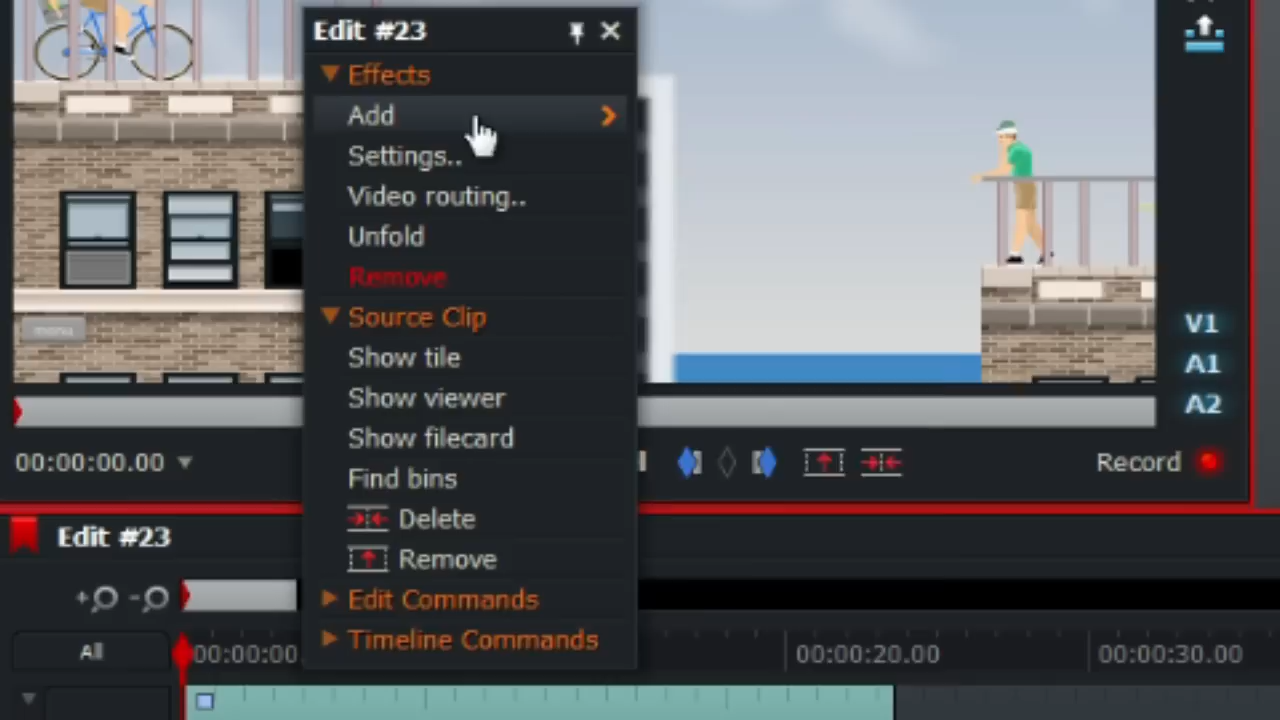 Edit #23
Effects
Add
Settings..
Video routing..
Unfold
Remove
Source Clip
menu
Show tile
Show viewer
Show filecard
Find bins
Delete
Remove
Edit Commands
Timeline Commands
V1
A1
A2
00:00:00.00
Record
Edit #23
All
00:00:00
00:00:20.00
00:00:30.00